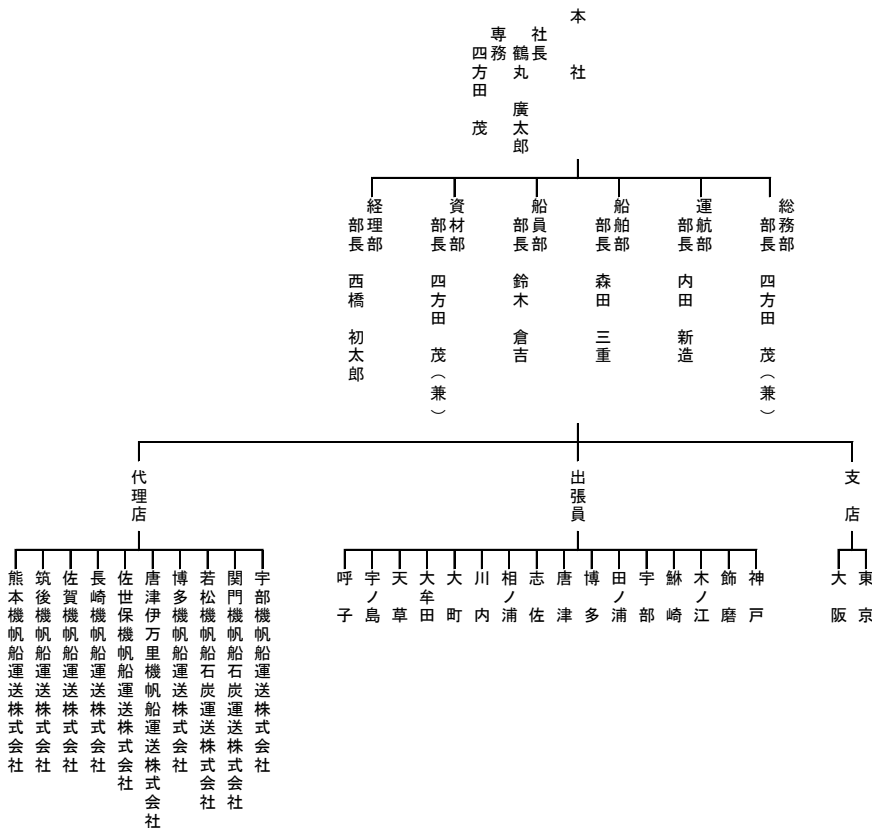 本　社
社長
鶴丸　廣太郎
専務
四方田　茂
総務部
部長　四方田　茂（兼）
運航部
部長　内田　新造
船舶部
部長　森田　三重
船員部
部長　鈴木　倉吉
資材部
部長　四方田　茂（兼）
経理部
部長　西橋　初太郎
支　店
東　京
大　阪
出張員
神　戸
飾　磨
木ノ江
鮴　崎
宇　部
田ノ浦
博　多
唐　津
志　佐
相ノ浦
川　内
大　町
大牟田
天　草
宇ノ島
呼　子
代理店
宇部機帆船運送株式会社
関門機帆船石炭運送株式会社
若松機帆船石炭運送株式会社
博多機帆船運送株式会社
唐津伊万里機帆船運送株式会社
佐世保機帆船運送株式会社
長崎機帆船運送株式会社
佐賀機帆船運送株式会社
筑後機帆船運送株式会社
熊本機帆船運送株式会社